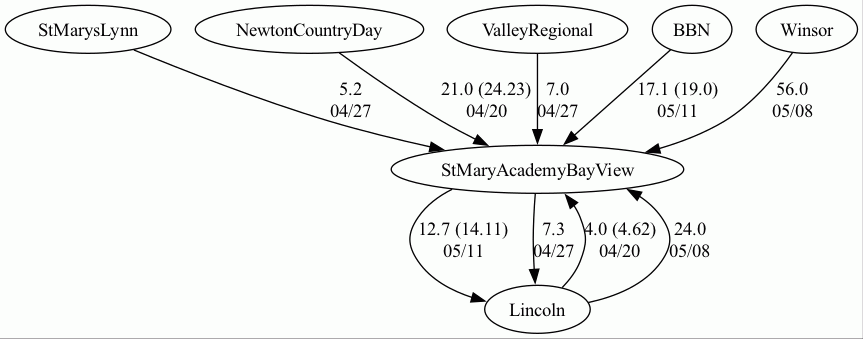 StMarysLynn
NewtonCountryDay
ValleyRegional
BBN
Winsor
5.2
04/27
21.0 (24.23)
04/20
7.0
04/27
17.1 (19.0)
05/11
56.0
05/08
StMaryAcademyBayView
12.7 (14.11)
05/11
7.3
04/27
4.0 (4.62)
04/20
24.0
05/08
Lincoln